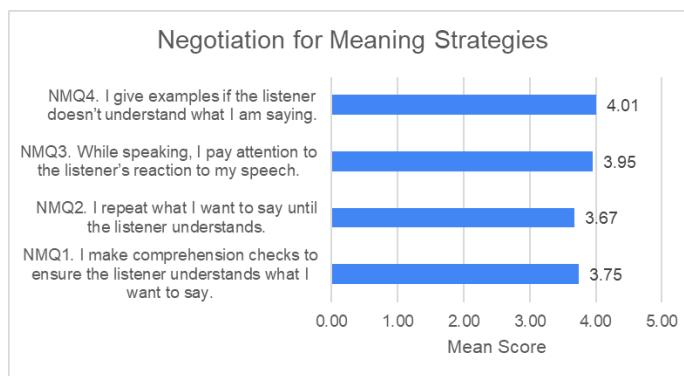 Negotiation for Meaning Strategies
NMQ4. I give examples if the listener
doesn’t understand what I am saying.
4.01
NMQ3. While speaking, I pay attention to
the listener’s reaction to my speech.
3.95
NMQ2. I repeat what I want to say until
the listener understands.
3.67
NMQ1. I make comprehension checks to
ensure the listener understands what I
want to say.
3.75
0.00 1.00 2.00 3.00 4.00 5.00
Mean Score